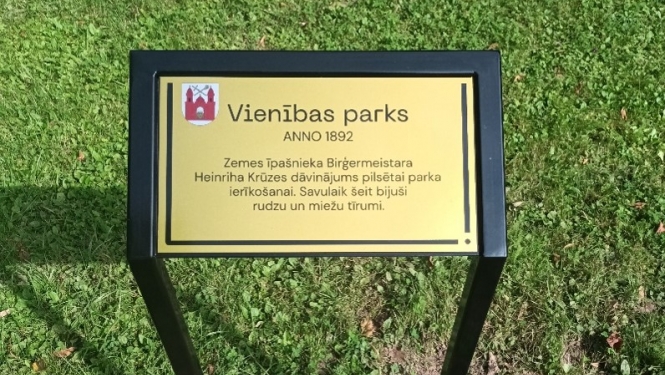 Vienības parks
ANNO 1892
Zemes īpašnieka Birģermeistara
Heinriha Krūzes dāvinājums pilsētai parka
ierīkošanai. Savulaik šeit bijuši
rudzu un miežu tīrumi.